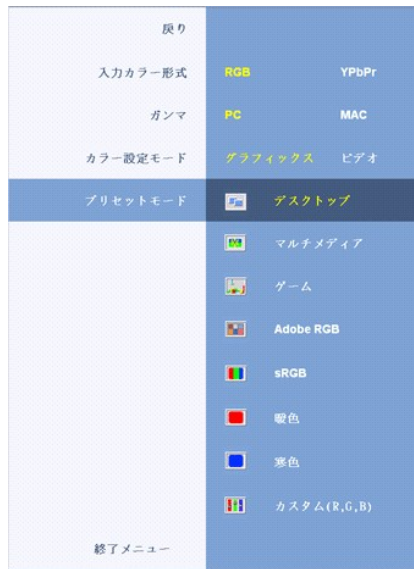 戻り
入力カラー形式 RGB YPbPr
ガンマ PC MAC
カラー設定モード グラフィックス ビデオ
プリセットモード デスクトップ
マルチメディア
ゲーム
Adobe RGB
sRGB
暖色
寒色
カスタム(R,G,B)
終了メニュー